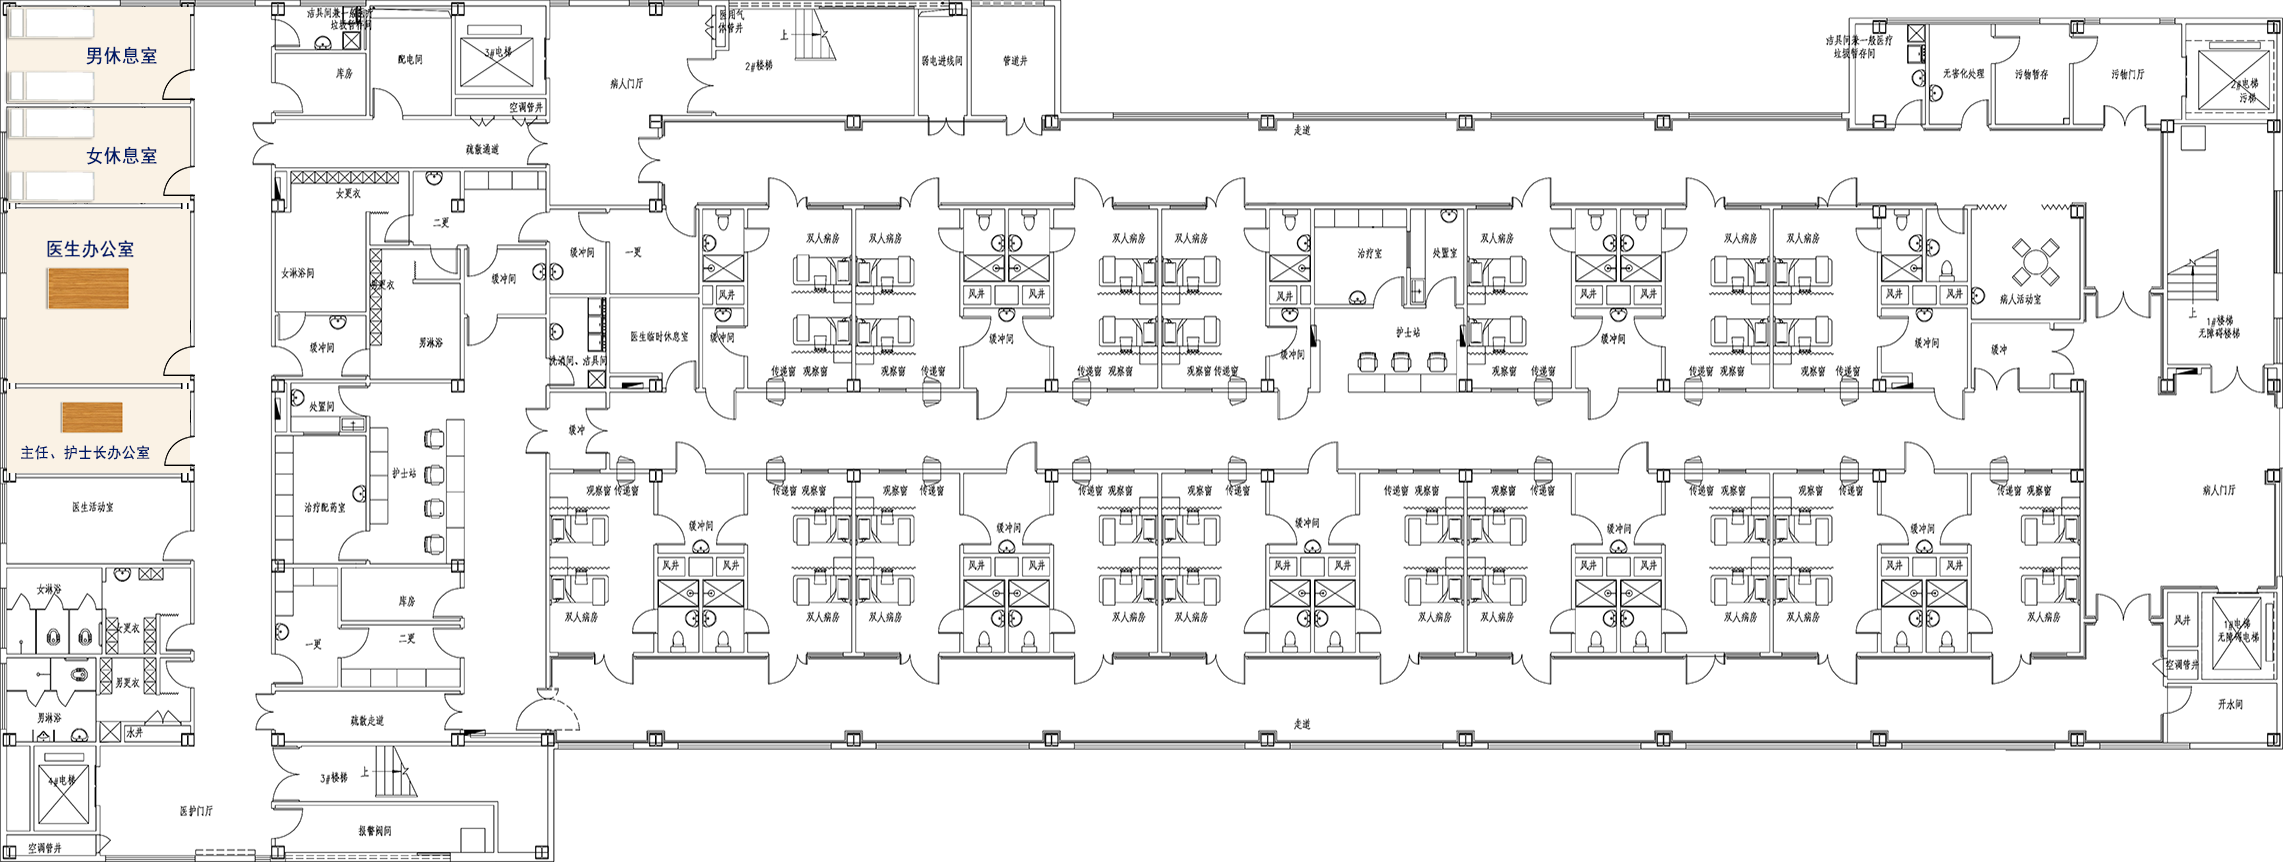 洁具间兼一般医疗
垃圾暂存间
男休息室
库房
配电间
3#电梯
空调管井
病人门厅
医用气
体管井
上
2#楼梯
弱电进线间
管道井
洁具间兼一般医疗
垃圾暂存间
无害化处理
污物暂存
污物门厅
2#电梯
污梯
女休息室
疏散通道
走道
女更衣
二更
医生办公室
女淋浴间
男更衣
缓冲间
缓冲间
一更
双人病房
双人病房
双人病房
双人病房
治疗室
处置室
双人病房
双人病房
双人病房
病人活动室
风井
风井
风井
风井
风井
风井
风井
风井
上
1#楼梯
无障碍楼梯
缓冲间
男淋浴
洗消间、洁具间
医生临时休息室
缓冲间
缓冲间
缓冲间
护士站
缓冲间
缓冲间
缓冲
传递窗
观察窗
观察窗
传递窗
传递窗
观察窗
观察窗
传递窗
观察窗
传递窗
传递窗
观察窗
观察窗
传递窗
处置间
缓冲
主任、护士长办公室
护士站
医生活动室
治疗配药室
观察窗
传递窗
传递窗
观察窗
观察窗
传递窗
传递窗
观察窗
观察窗
传递窗
传递窗
观察窗
观察窗
传递窗
传递窗
观察窗
观察窗
传递窗
传递窗
观察窗
病人门厅
缓冲间
缓冲间
缓冲间
缓冲间
缓冲间
风井
风井
风井
风井
风井
风井
风井
风井
风井
风井
女淋浴
女更衣
库房
一更
二更
双人病房
双人病房
双人病房
双人病房
双人病房
双人病房
双人病房
双人病房
双人病房
双人病房
风井
1#电梯
无障碍电梯
空调管井
男更衣
男淋浴
水井
疏散走道
走道
开水间
4#电梯
3#楼梯
上
医护门厅
报警阀间
空调管井